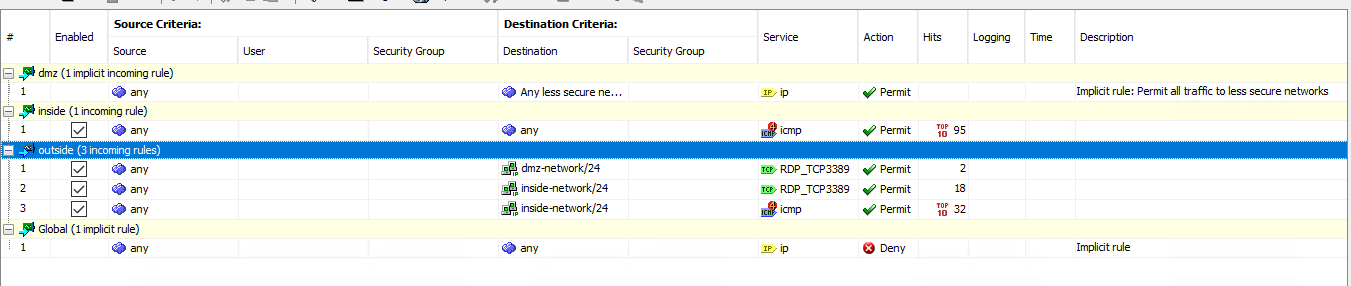 Source Criteria: Destination Criteria:
# Enabled Source User Security Group Destination Security Group Service Action Hits Logging Time Description
dmz (1 implicit incoming rule)
1 any Any less secure ne... IP ip Permit Implicit rule: Permit all traffic to less secure networks
inside (1 incoming rule)
1 any any ICMP icmp Permit TOP 10 95
outside (3 incoming rules)
1 any dmz-network/24 TCP RDP_TCP3389 Permit 2
2 any inside-network/24 TCP RDP_TCP3389 Permit 18
3 any inside-network/24 ICMP icmp Permit TOP 10 32
Global (1 implicit rule)
1 any any IP ip Deny Implicit rule